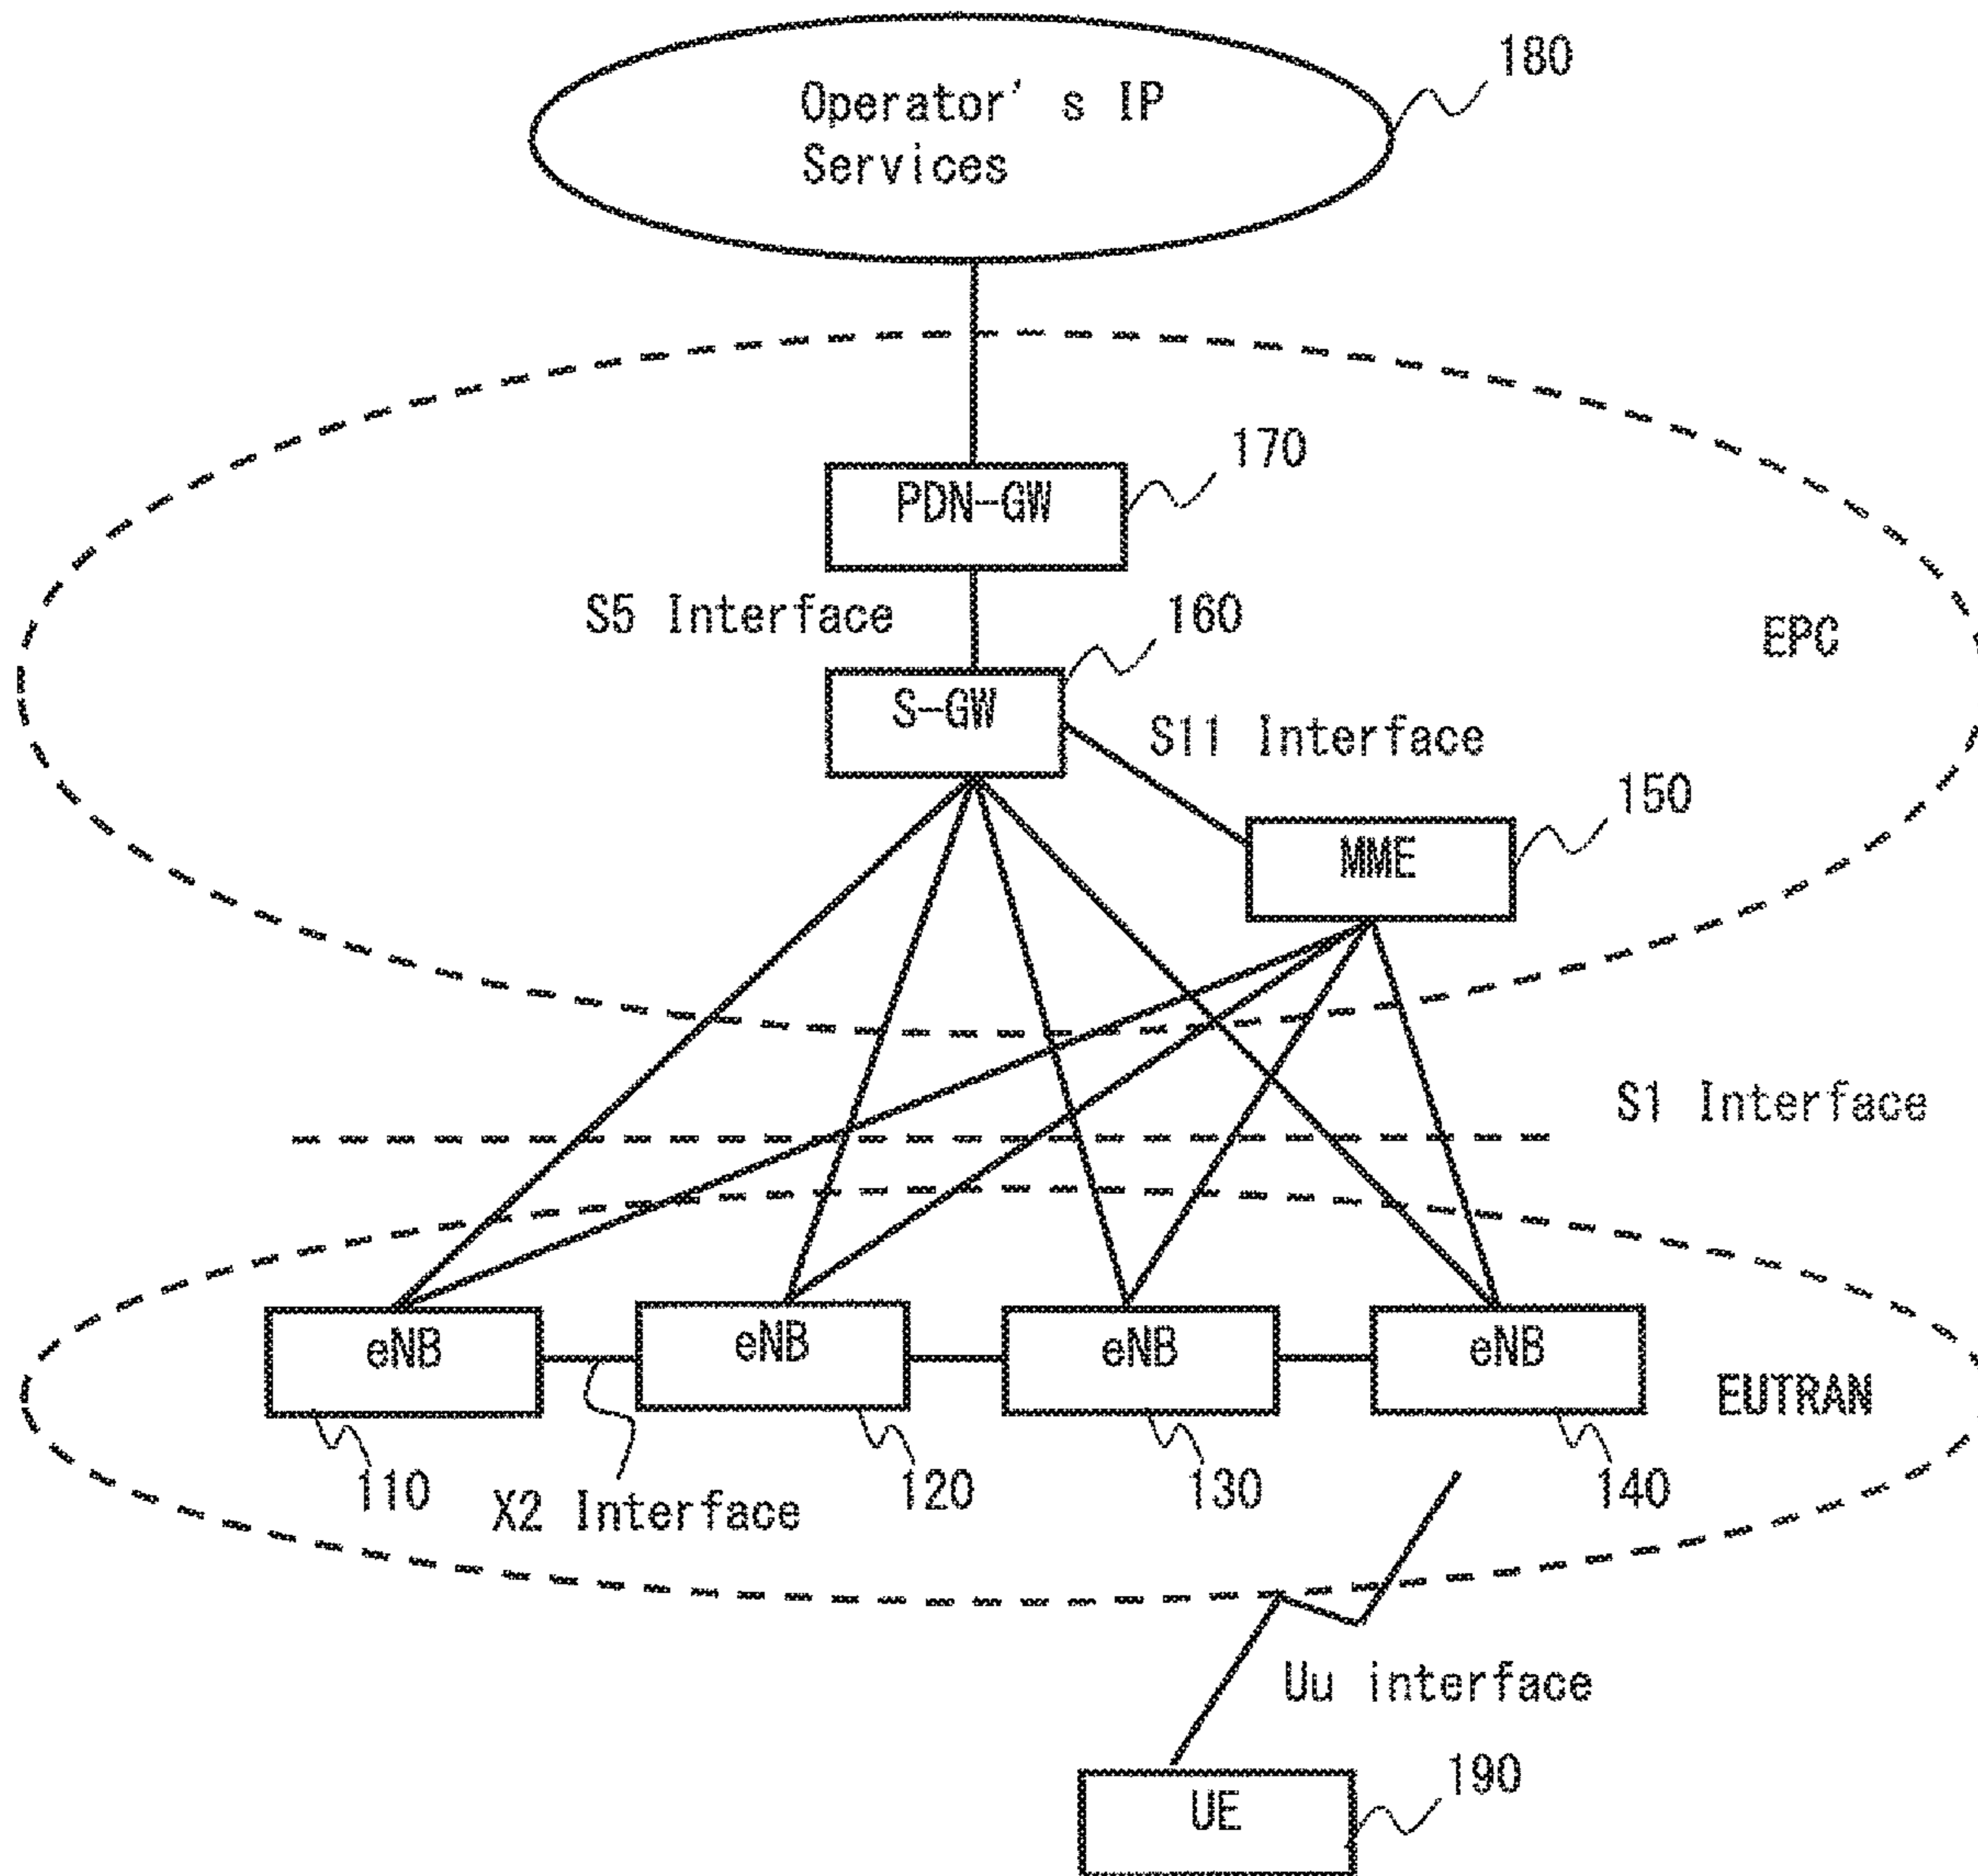 180
Operator's IP
Services
170
PDN-GW
S5 Interface
160
EPC
S-GW
S11 Interface
150
MME
S1 Interface
eNB
eNB
eNB
eNB
EUTRAN
110
X2 Interface
120
130
140
Uu interface
190
UE